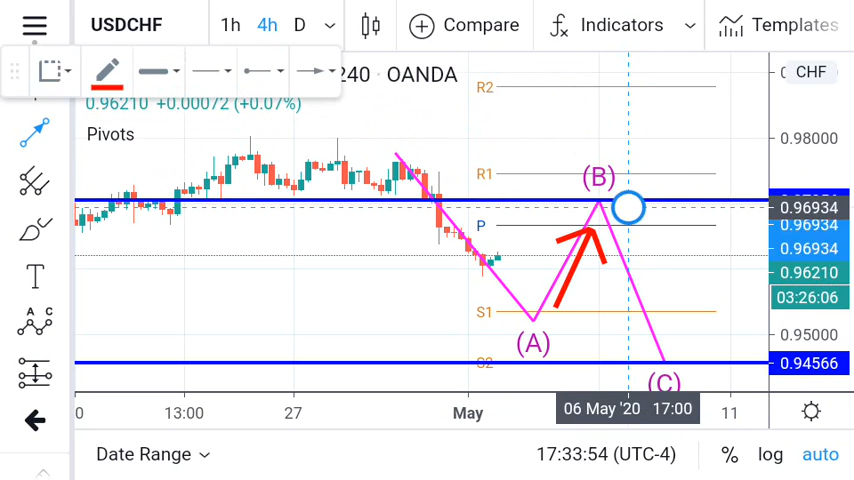 USDCHF 1h 4h D Compare Indicators Templates
240 · OANDA
CHF
0.96210 +0.00072 (+0.07%)
Pivots
R2
R1
P
S1
S2
(A)
(B)
(C)
0.98000
0.96934
0.96934
0.96934
0.96210
03:26:06
0.95000
0.94566
0 13:00 27 May 06 May '20 17:00 11
Date Range 17:33:54 (UTC-4) % log auto
T
A C